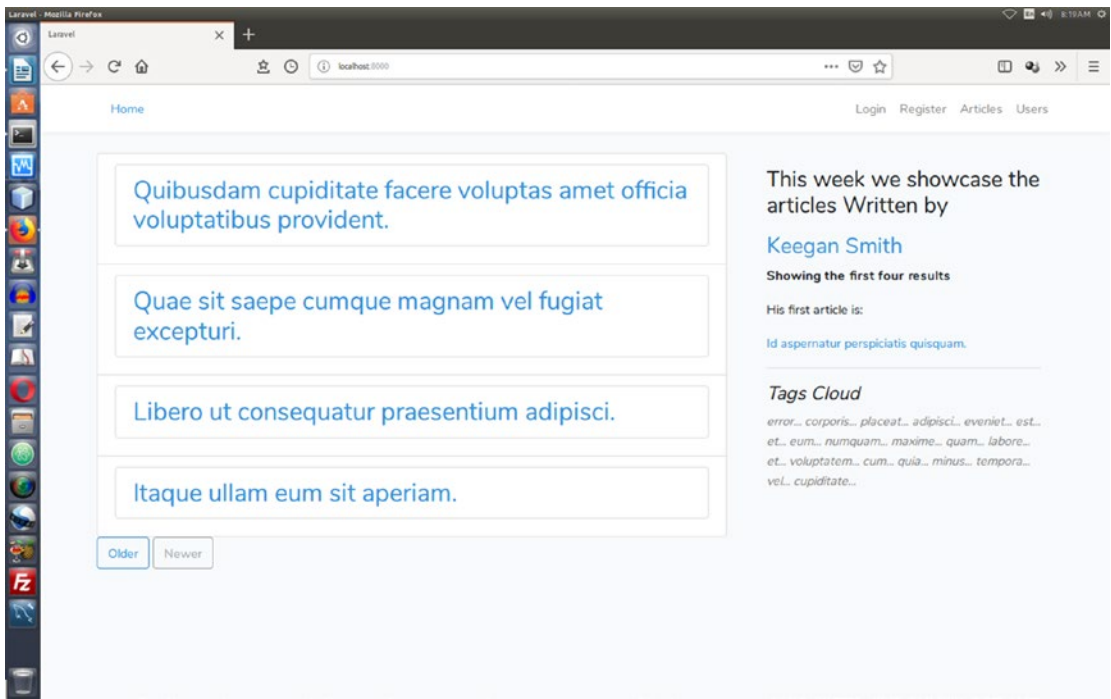 Laravel - Mozilla Firefox
En
8:19AM
Laravel
localhost:8000
Home
Login Register Articles Users
Quibusdam cupiditate facere voluptas amet officia
voluptatibus provident.
Quae sit saepe cumque magnam vel fugiat
excepturi.
Libero ut consequatur praesentium adipisci.
Itaque ullam eum sit aperiam.
Older Newer
This week we showcase the
articles Written by
Keegan Smith
Showing the first four results
His first article is:
Id aspernatur perspiciatis quisquam.
Tags Cloud
error... corporis... placeat... adipisci... eveniet... est...
et... eum... numquam... maxime... quam... labore...
et... voluptatem... cum... quia... minus... tempora...
vel... cupiditate...
Fz